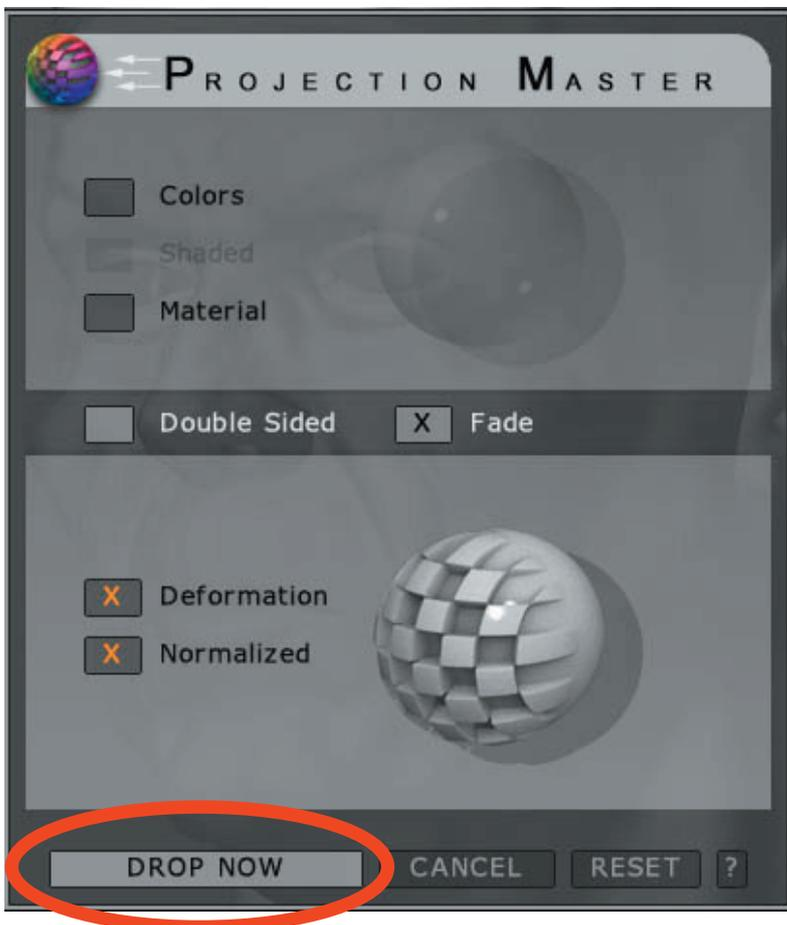 PROJECTION MASTER
Colors
Shaded
Material
Double Sided X Fade
X Deformation
X Normalized
DROP NOW CANCEL RESET ?